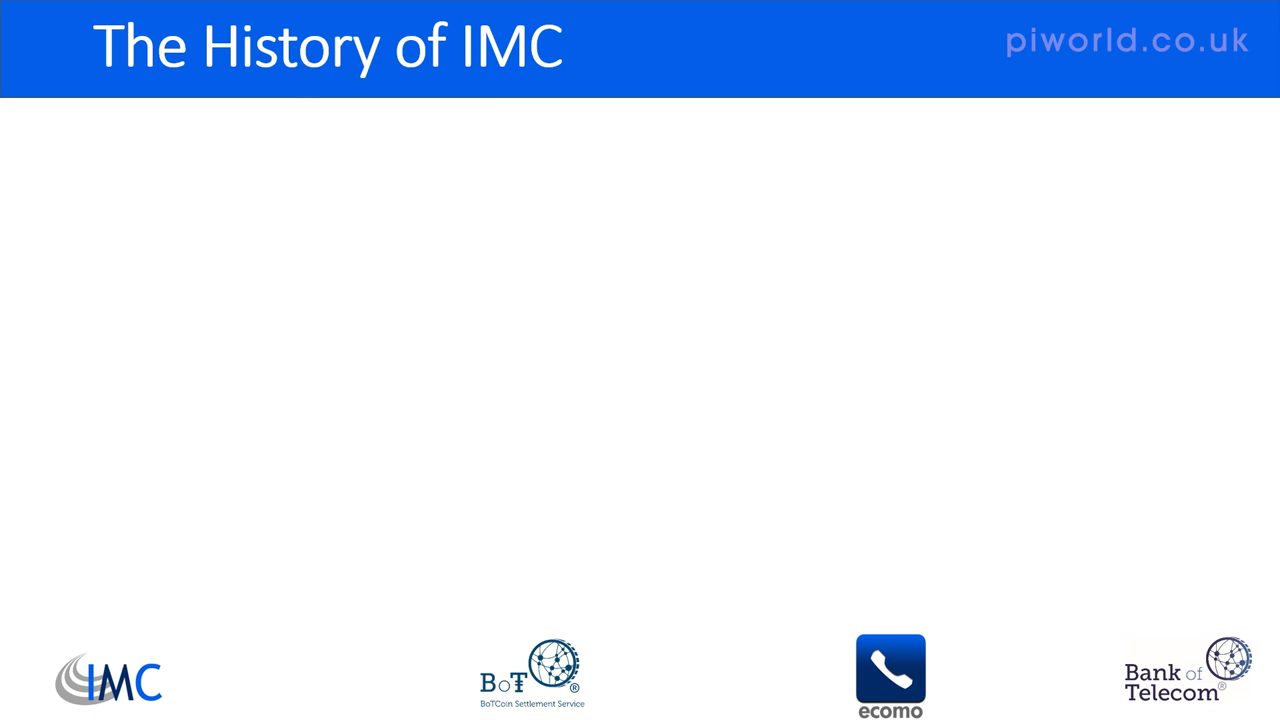 The History of IMC
piworld.co.uk
IMC
BoT ®
BoTCoin Settlement Service
ecomo
Bank of
Telecom®